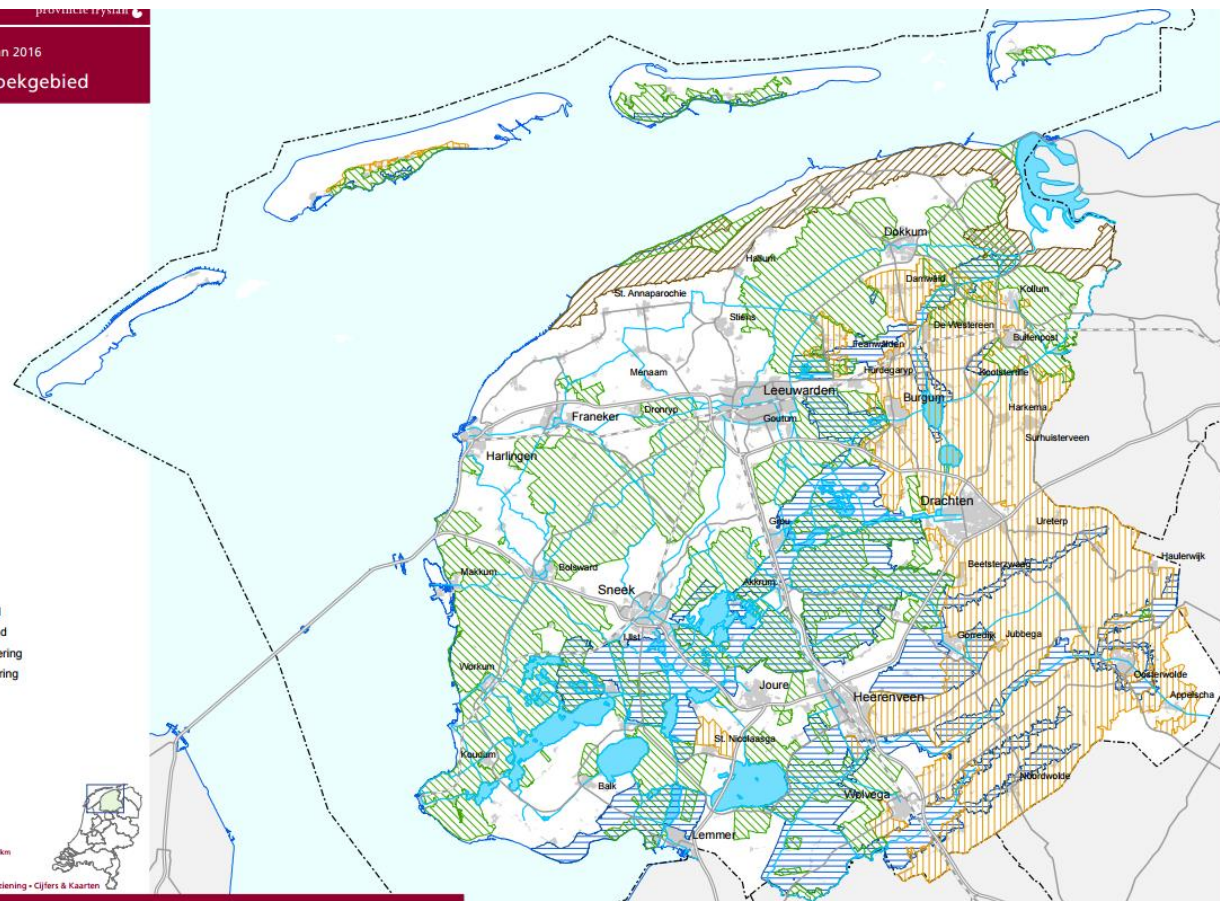 provincie fryslân
n 2016
ekgebied
d
ering
ring
km
ziening • Cijfers & Kaarten
Dokkum
Hallum
Damwâld
St. Annaparochie
Kollum
Stiens
De Westereen
Buitenpost
Feanwâlden
Menaam
Hurdegaryp
Kootstertille
Leeuwarden
Burgum
Franeker
Dronryp
Goutum
Harkema
Surhuisterveen
Harlingen
Drachten
Grou
Ureterp
Haulerwijk
Makkum
Bolsward
Beetsterzwaag
Akkrum
Sneek
IJlst
Gorredijk
Jubbega
Workum
Oosterwolde
Joure
Heerenveen
Appelscha
St. Nicolaasga
Koudum
Noordwolde
Balk
Wolvega
Lemmer